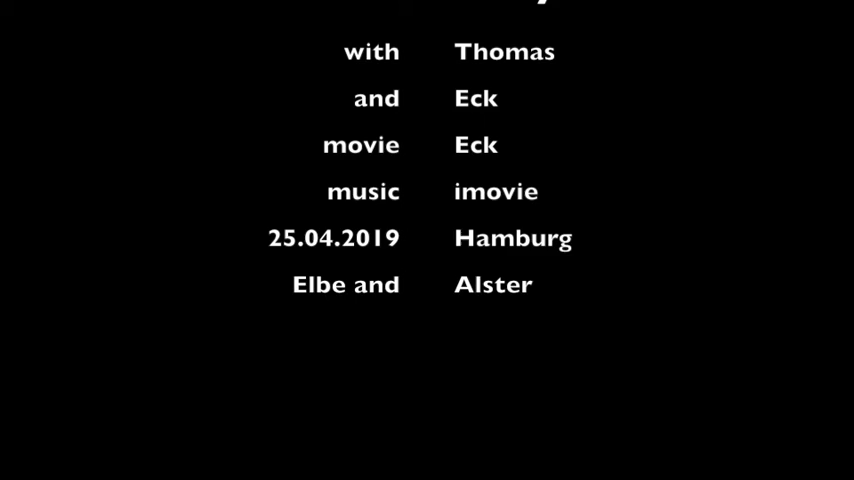 with Thomas
and Eck
movie Eck
music imovie
25.04.2019 Hamburg
Elbe and Alster